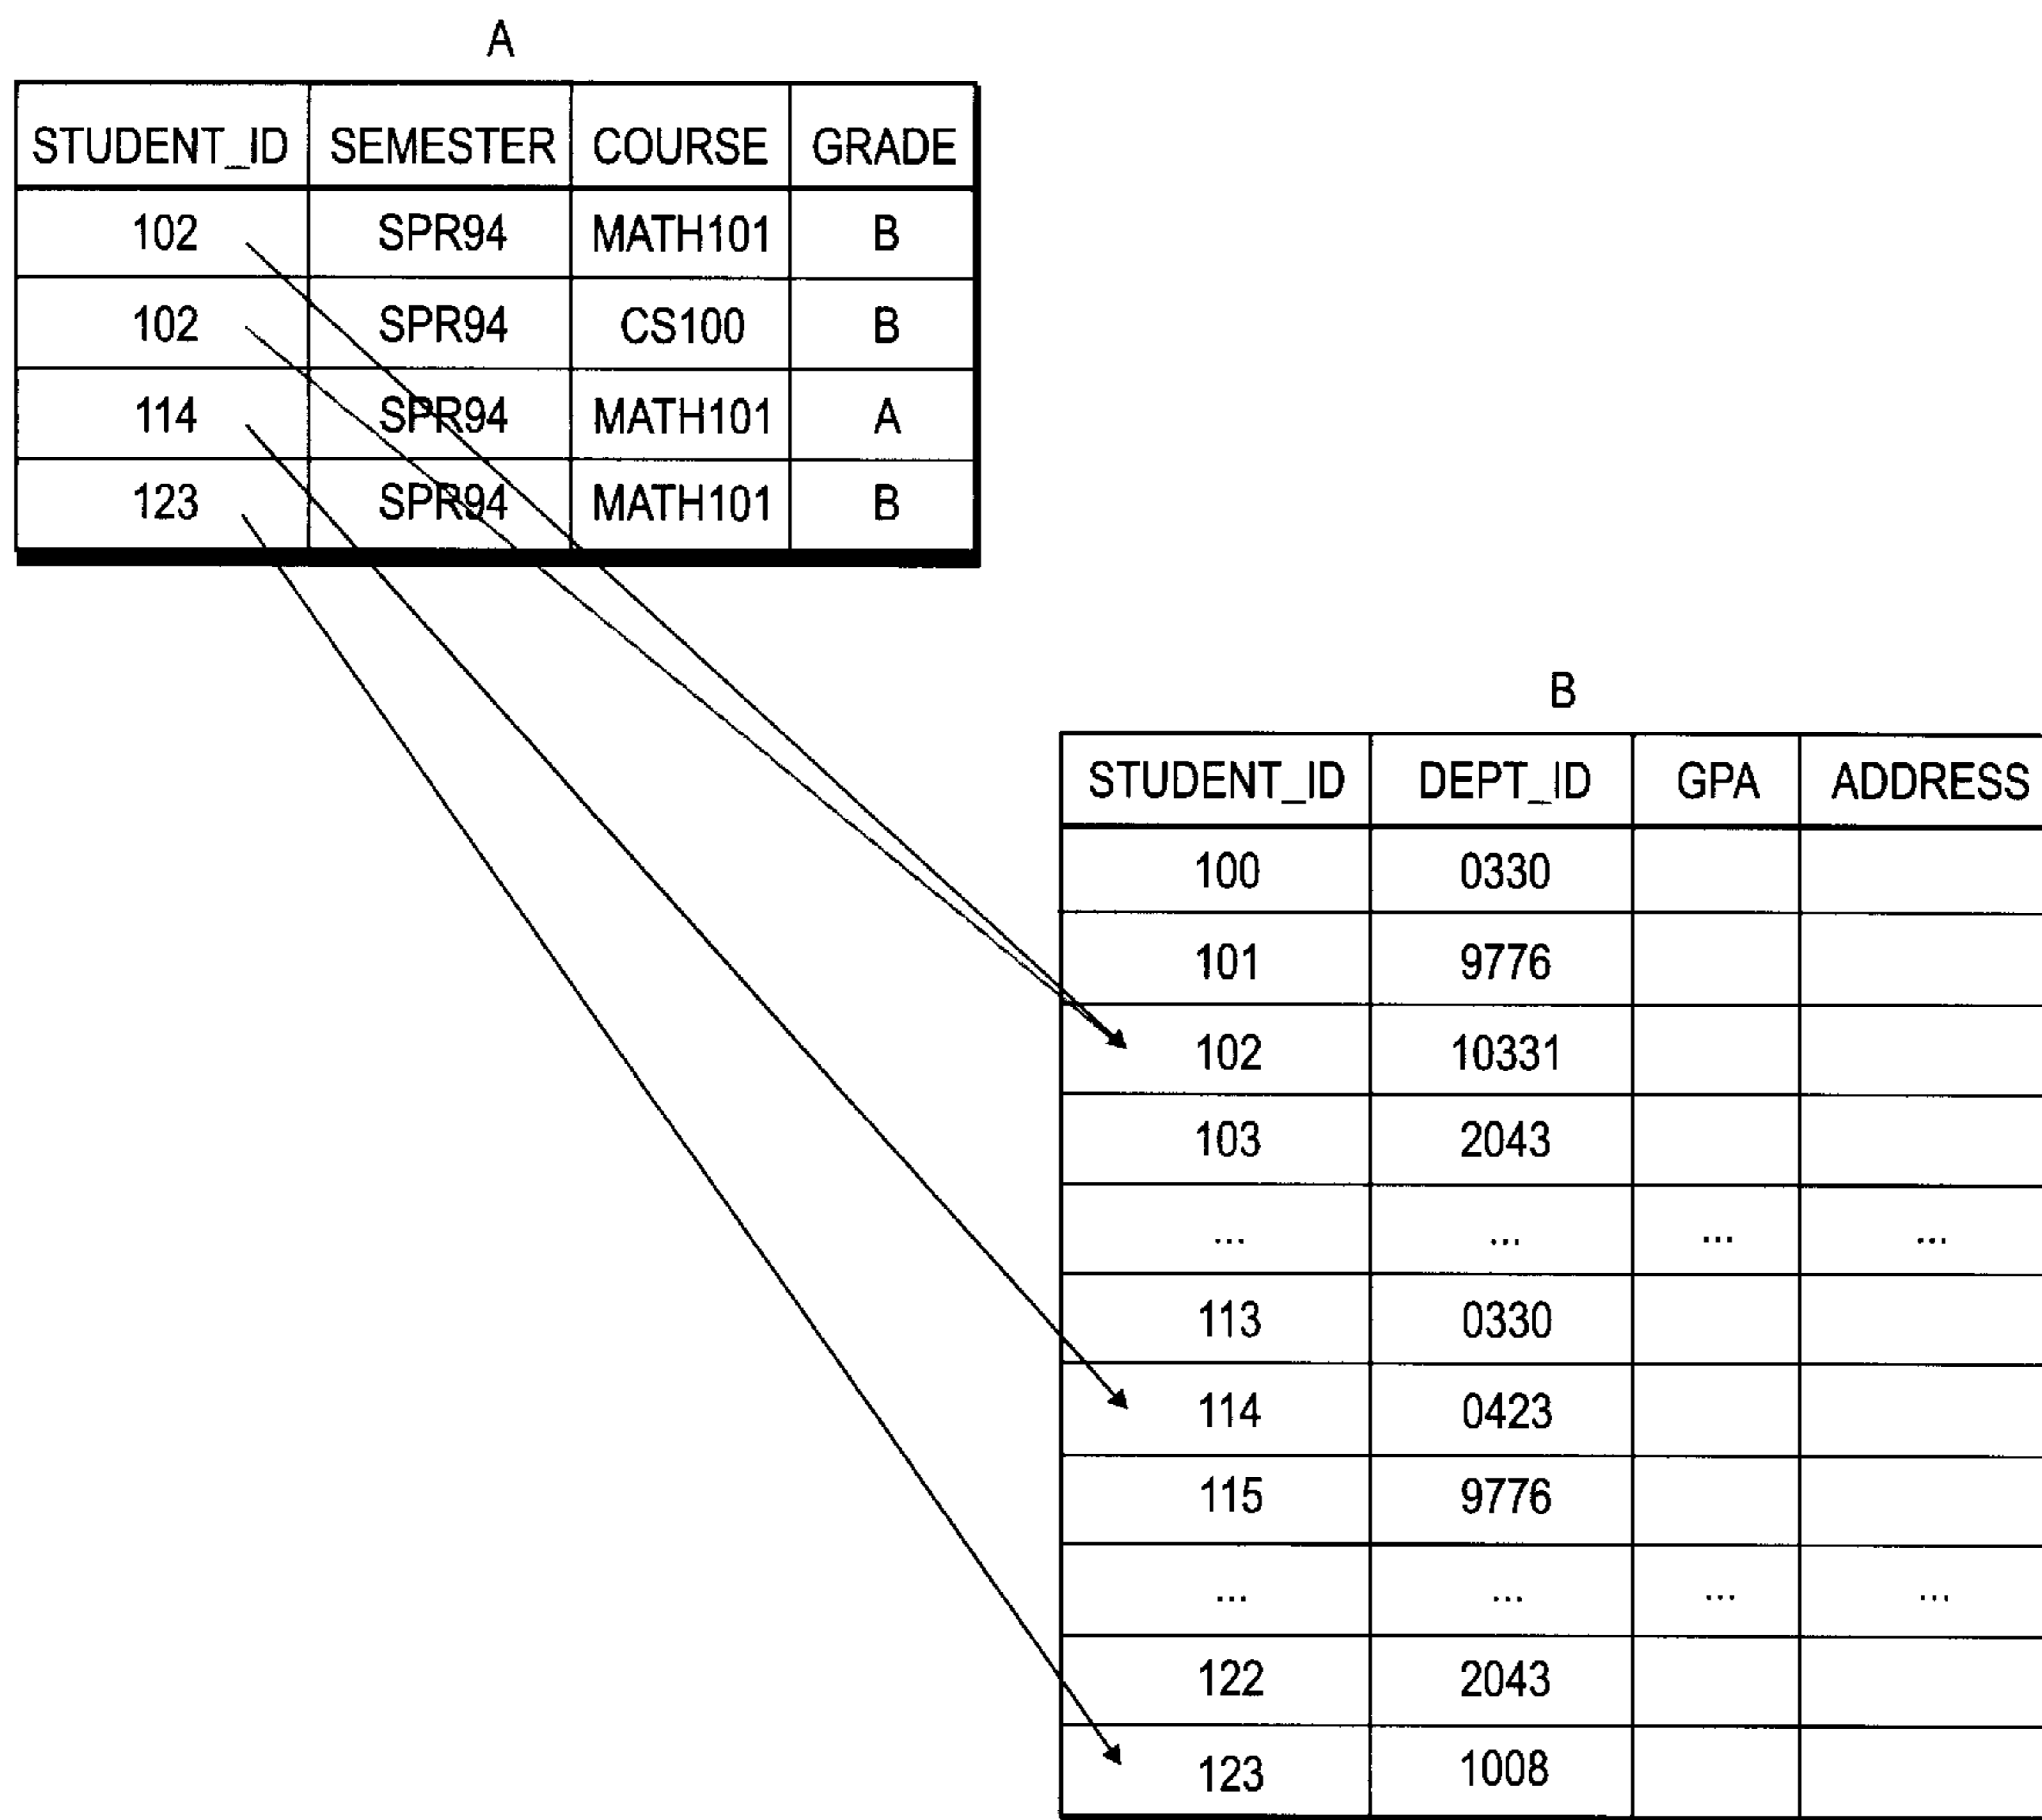 A
STUDENT_ID SEMESTER COURSE GRADE
102 SPR94 MATH101 B
102 SPR94 CS100 B
114 SPR94 MATH101 A
123 SPR94 MATH101 B
B
STUDENT_ID DEPT_ID GPA ADDRESS
100 0330
101 9776
102 10331
103 2043
... ... ... ...
113 0330
114 0423
115 9776
... ... ... ...
122 2043
123 1008